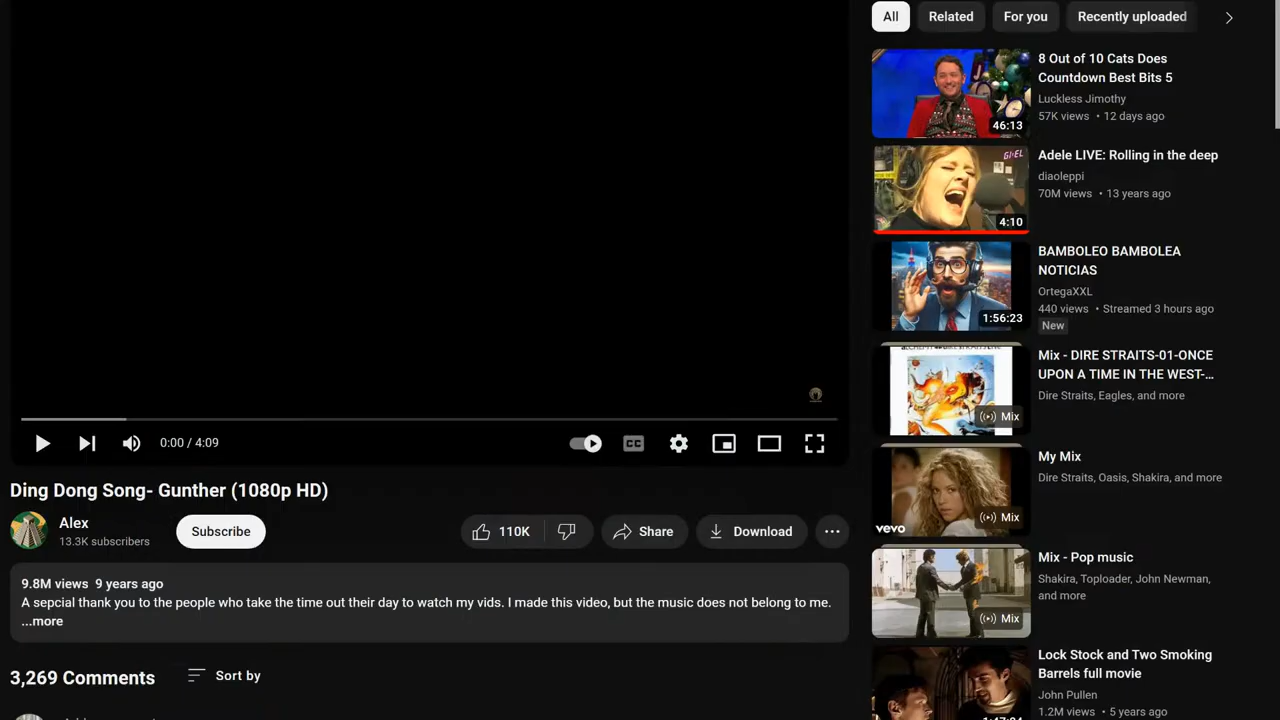 All
Related
For you
Recently uploaded
8 Out of 10 Cats Does
Countdown Best Bits 5
Luckless Jimothy
57K views • 12 days ago
46:13
GI•EL
Adele LIVE: Rolling in the deep
diaoleppi
70M views • 13 years ago
4:10
BAMBOLEO BAMBOLEA
NOTICIAS
OrtegaXXL
440 views • Streamed 3 hours ago
New
1:56:23
Mix - DIRE STRAITS-01-ONCE
UPON A TIME IN THE WEST-...
Dire Straits, Eagles, and more
Mix
My Mix
Dire Straits, Oasis, Shakira, and more
vevo
Mix
Mix - Pop music
Shakira, Toploader, John Newman,
and more
Mix
Lock Stock and Two Smoking
Barrels full movie
John Pullen
1.2M views • 5 years ago
0:00 / 4:09
CC
Ding Dong Song- Gunther (1080p HD)
Alex
13.3K subscribers
Subscribe
110K
Share
Download
9.8M views 9 years ago
A sepcial thank you to the people who take the time out their day to watch my vids. I made this video, but the music does not belong to me.
...more
3,269 Comments
Sort by